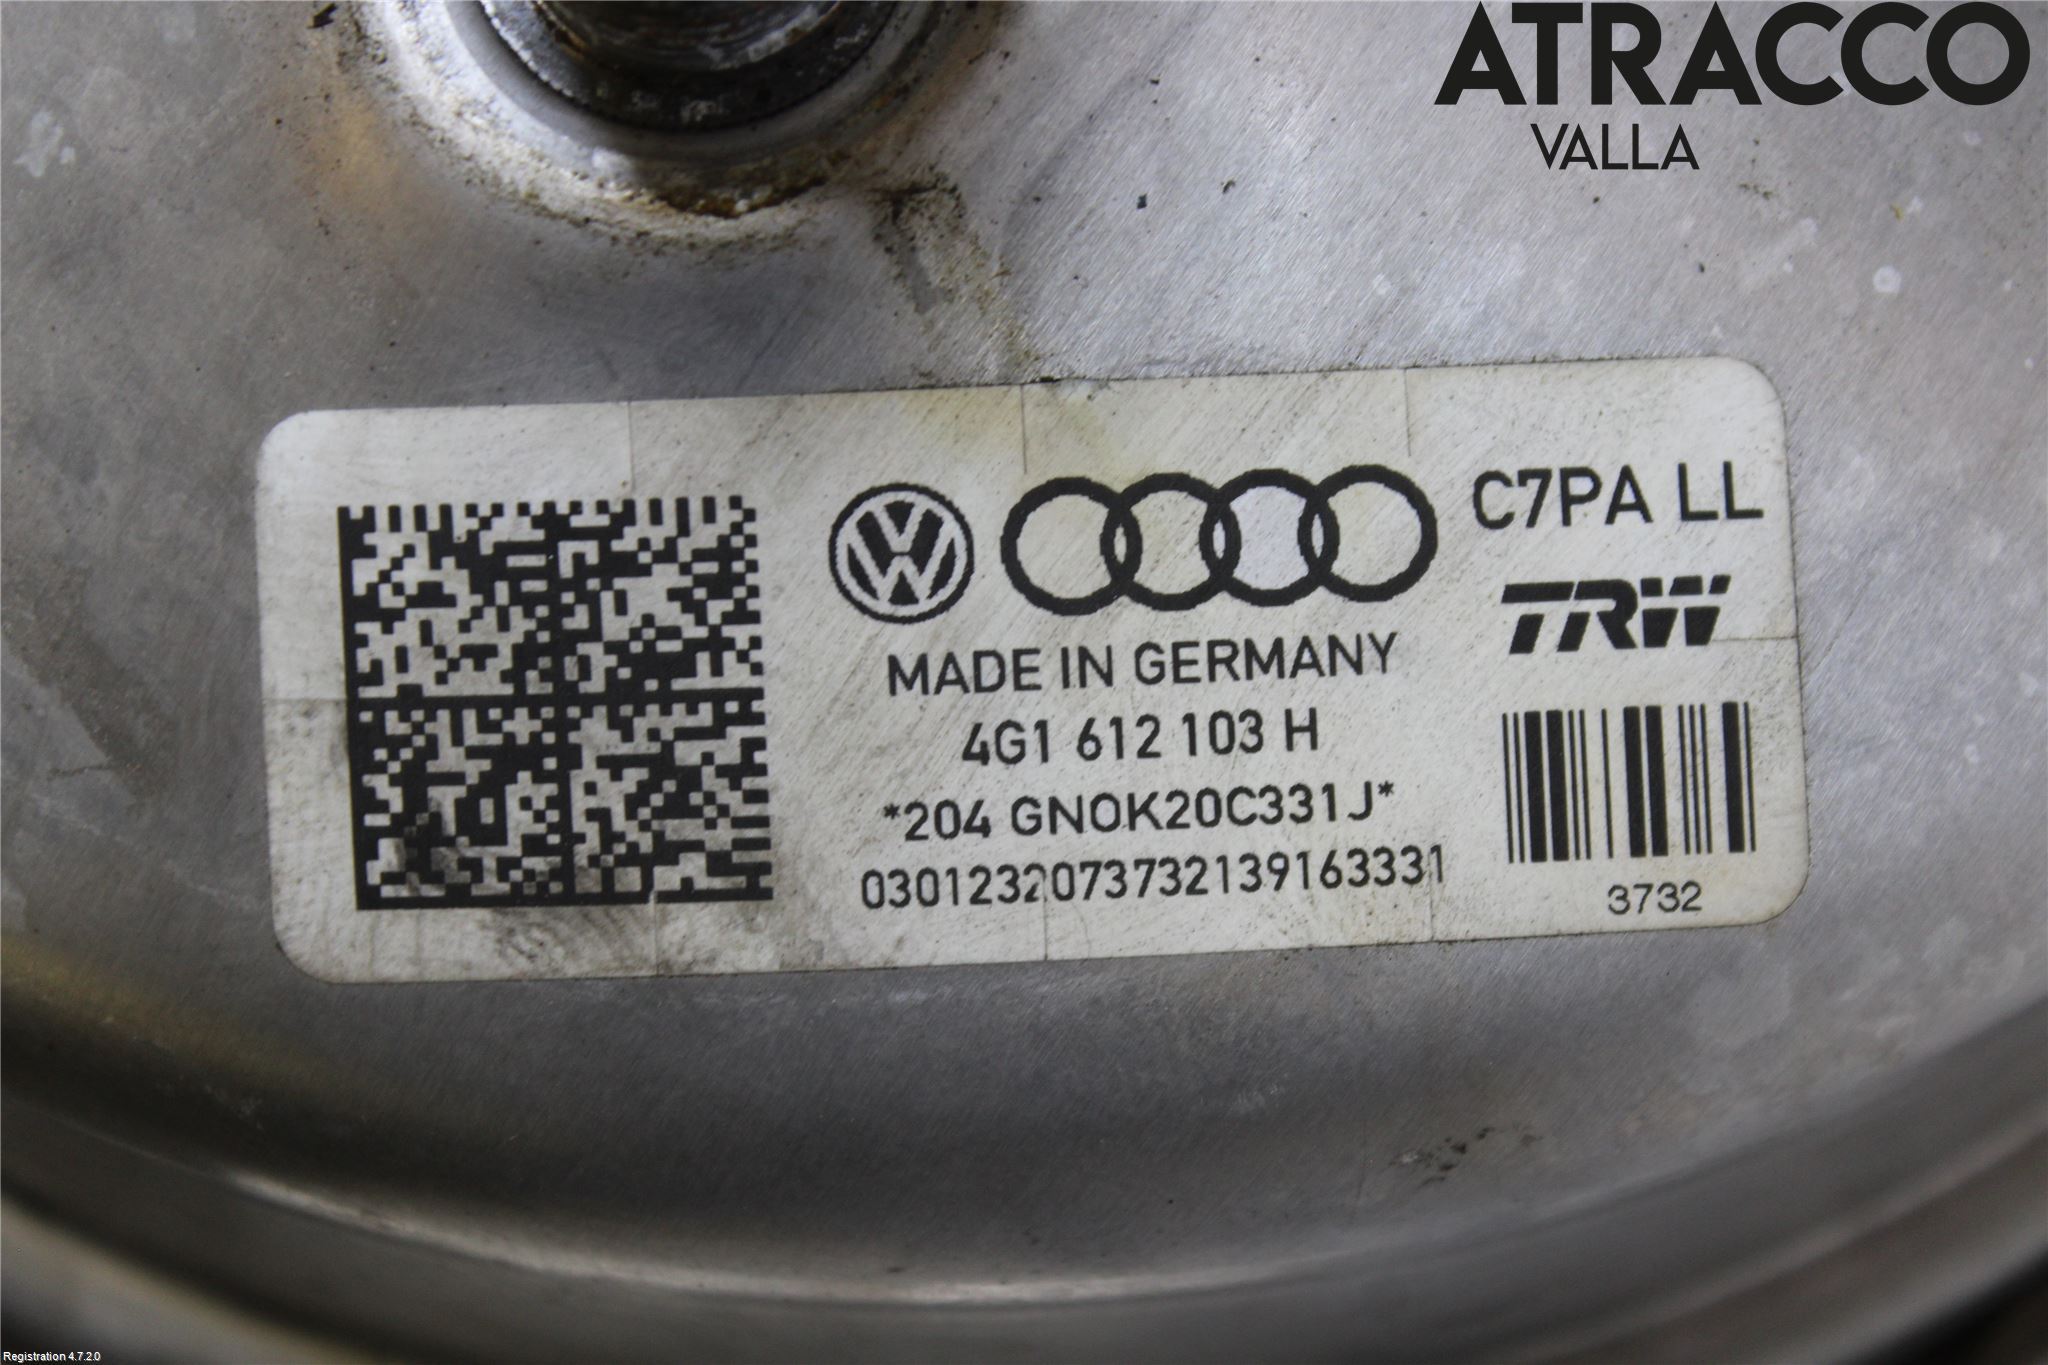 ATRACCO
VALLA
C7PA LL
TRW
MADE IN GERMANY
4G1 612 103 H
*204 GNOK20C331J*
0301232073732139163331
3732
Registration 4.7.2.0